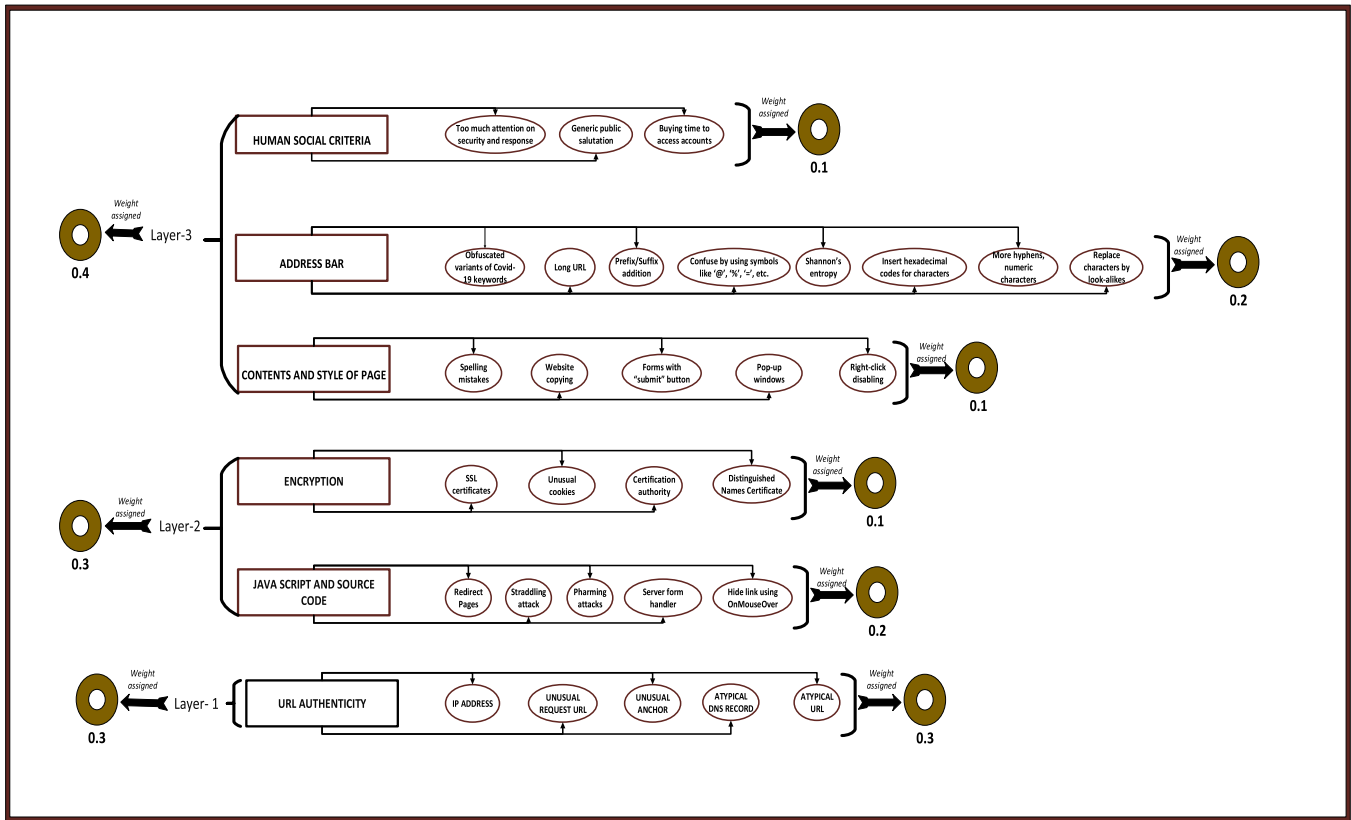 Weight
assigned
HUMAN SOCIAL CRITERIA
Too much attention on
security and response
Generic public
salutation
Buying time to
access accounts
0.1
Weight
assigned
Layer-3
0.4
Weight
assigned
ADDRESS BAR
Obfuscated
variants of Covid-
19 keywords
Long URL
Prefix/Suffix
addition
Confuse by using symbols
like ‘@’, ‘%’, ‘=’, etc.
Shannon’s
entropy
Insert hexadecimal
codes for characters
More hyphens,
numeric
characters
Replace
characters by
look-alikes
0.2
Weight
assigned
CONTENTS AND STYLE OF PAGE
Spelling
mistakes
Website
copying
Forms with
“submit” button
Pop-up
windows
Right-click
disabling
0.1
Weight
assigned
ENCRYPTION
SSL
certificates
Unusual
cookies
Certification
authority
Distinguished
Names Certificate
0.1
Weight
assigned
Layer-2
0.3
Weight
assigned
JAVA SCRIPT AND SOURCE
CODE
Redirect
Pages
Straddling
attack
Pharming
attacks
Server form
handler
Hide link using
OnMouseOver
0.2
Weight
assigned
Layer- 1
0.3
URL AUTHENTICITY
IP ADDRESS
UNUSUAL
REQUEST URL
UNUSUAL
ANCHOR
ATYPICAL
DNS RECORD
ATYPICAL
URL
Weight
assigned
0.3